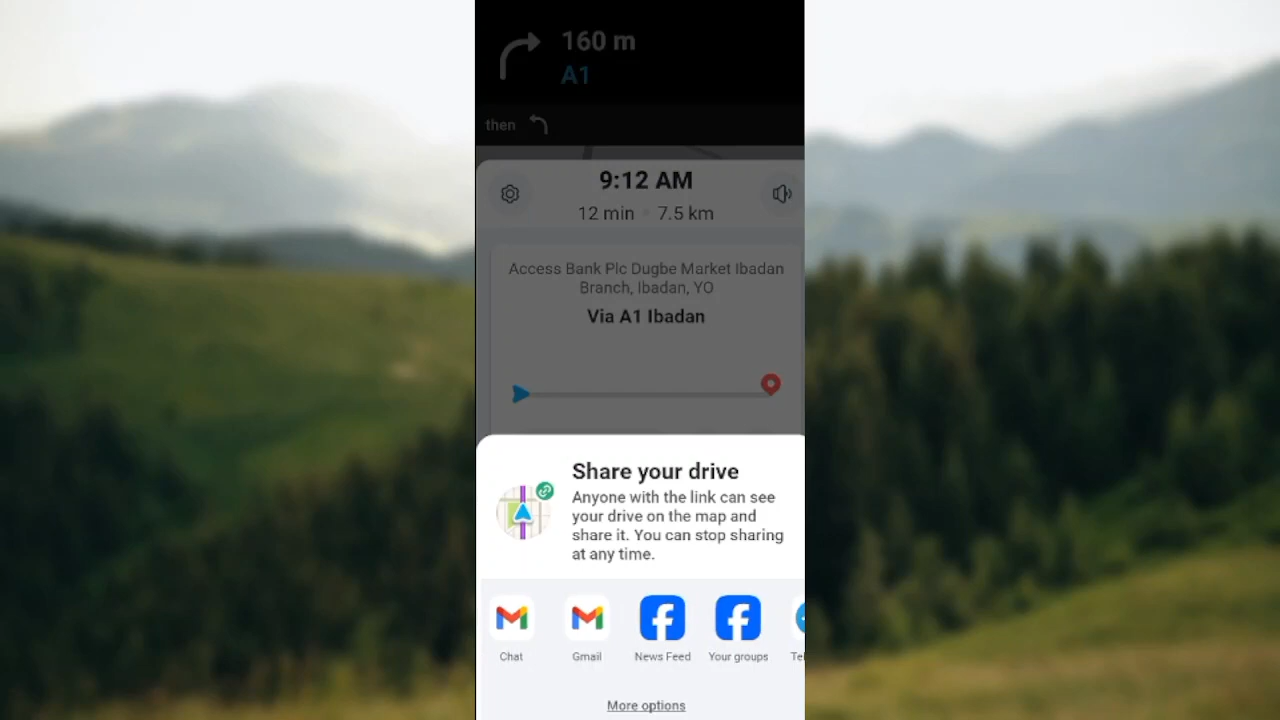 160 m
A1
then
9:12 AM
12 min • 7.5 km
Access Bank Plc Dugbe Market Ibadan
Branch, Ibadan, YO
Via A1 Ibadan
Share your drive
Anyone with the link can see
your drive on the map and
share it. You can stop sharing
at any time.
Chat Gmail News Feed Your groups
More options